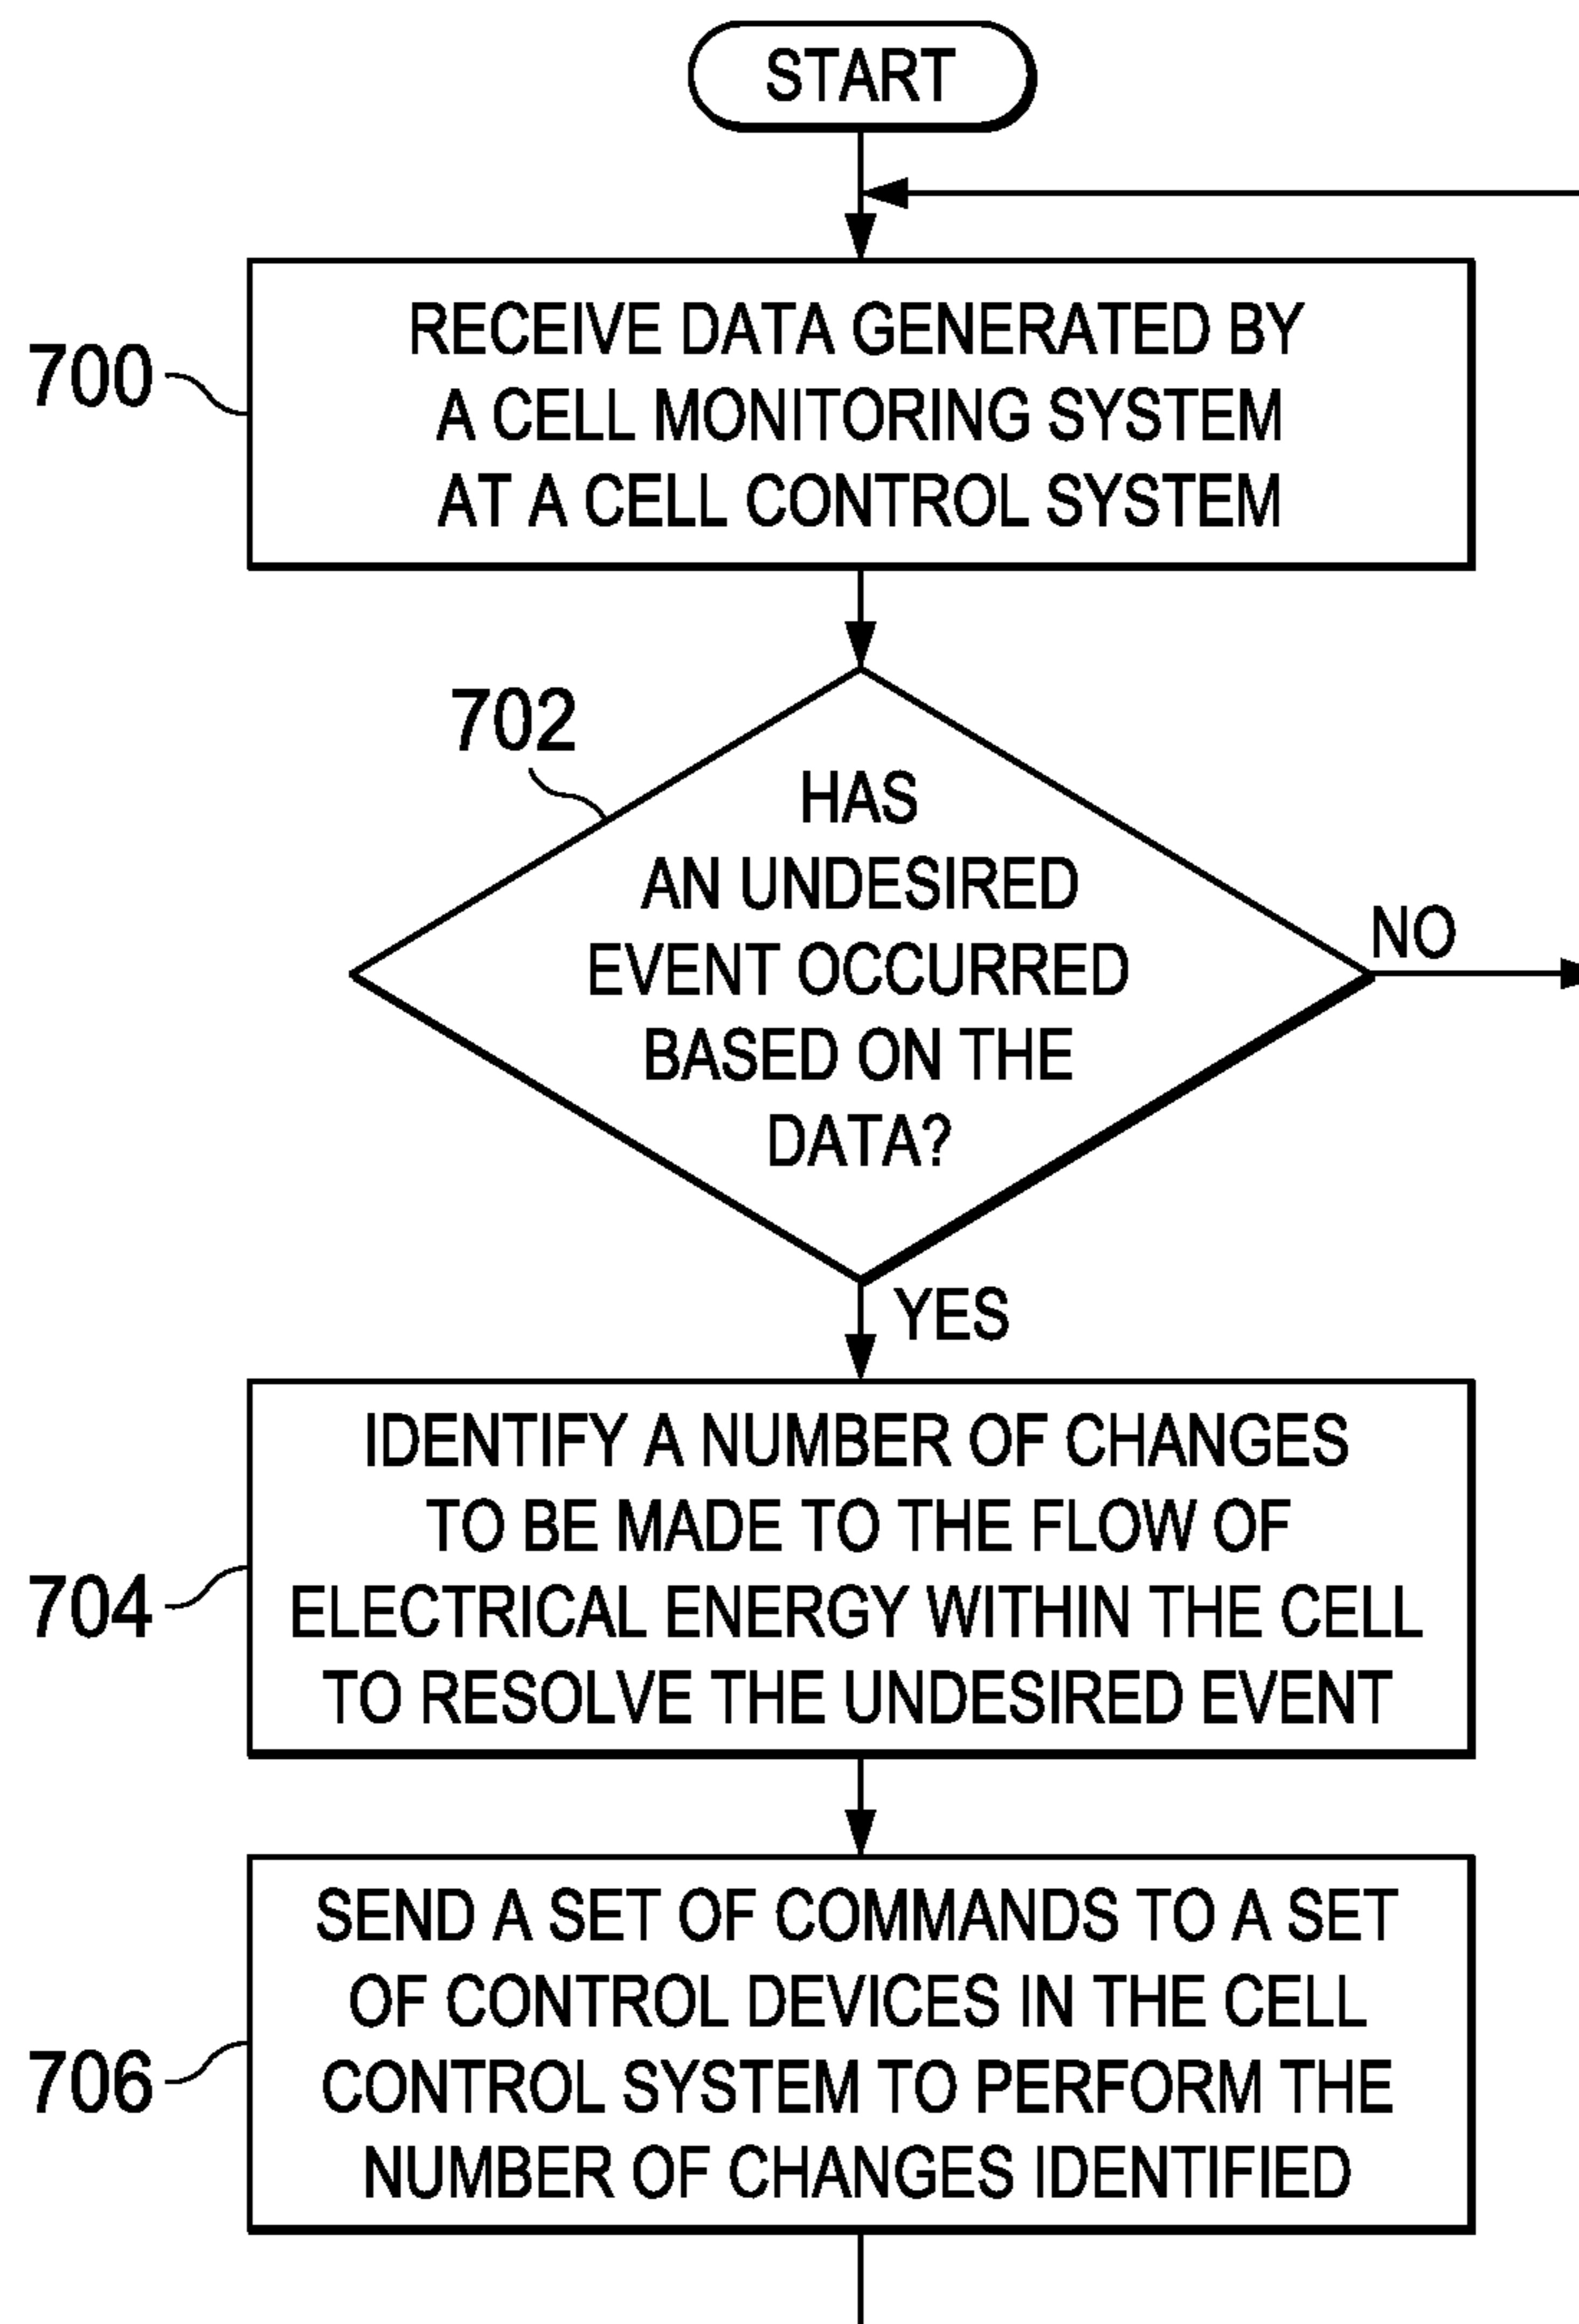 START
700
RECEIVE DATA GENERATED BY
A CELL MONITORING SYSTEM
AT A CELL CONTROL SYSTEM
702
HAS
AN UNDESIRED
EVENT OCCURRED
BASED ON THE
DATA?
NO
YES
704
IDENTIFY A NUMBER OF CHANGES
TO BE MADE TO THE FLOW OF
ELECTRICAL ENERGY WITHIN THE CELL
TO RESOLVE THE UNDESIRED EVENT
706
SEND A SET OF COMMANDS TO A SET
OF CONTROL DEVICES IN THE CELL
CONTROL SYSTEM TO PERFORM THE
NUMBER OF CHANGES IDENTIFIED